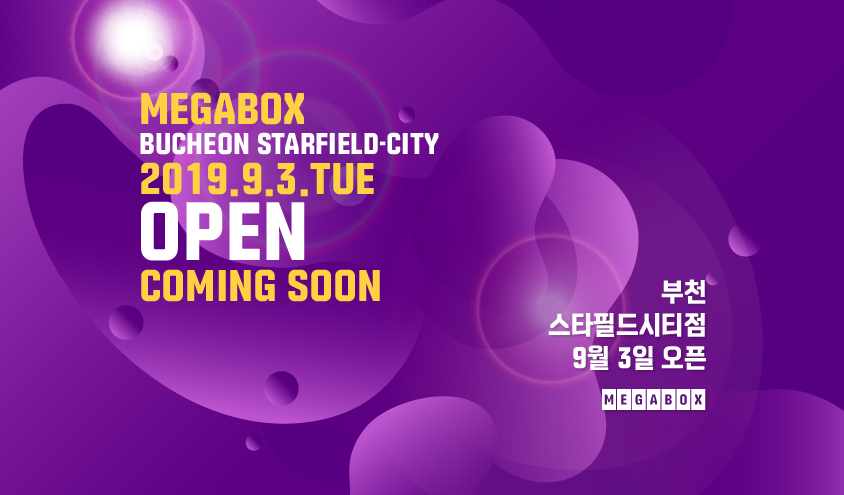 MEGABOX
BUCHEON STARFIELD-CITY
2019.9.3.TUE
OPEN
COMING SOON
부천
스타필드시티점
9월 3일 오픈
MEGABOX